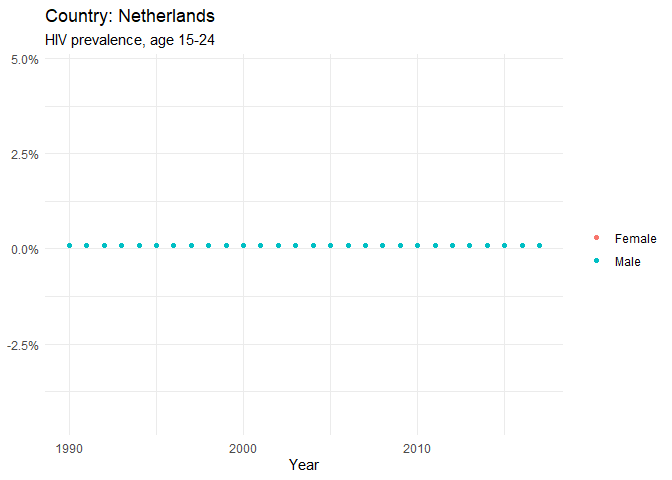 Country: Netherlands
HIV prevalence, age 15-24
5.0%
2.5%
0.0%
-2.5%
1990
2000
2010
Year
Female
Male